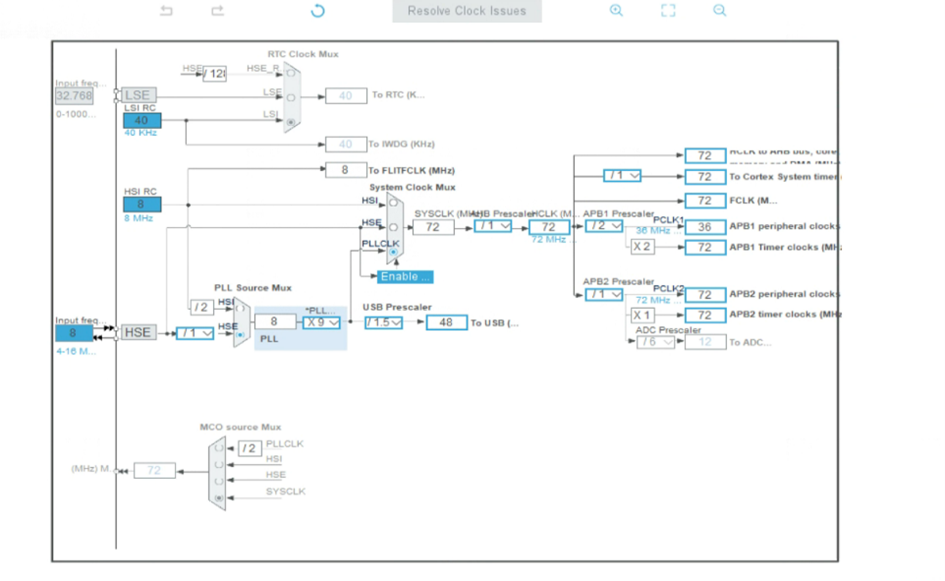 Resolve Clock Issues
RTC Clock Mux
HSE
/ 12
HSE_R
Input freq...
32.768
0-1000...
LSE
LSE
40
To RTC (K...
LSI RC
40
40 KHz
LSI
40
To IWDG (KHz)
8
To FLITFCLK (MHz)
System Clock Mux
HSI RC
8
8 MHz
HSI
HSE
PLLCLK
Enable ...
SYSCLK (MHz)
72
AHB Prescaler
/ 1
HCLK (M...
72
72 MHz ...
APB1 Prescaler
/ 2
PCLK1
36 MHz ...
X 2
72
HCLK to AHB bus, core
memory and DMA (MHz
/ 1
72
To Cortex System timer
72
FCLK (M...
36
APB1 peripheral clocks
72
APB1 Timer clocks (MHz
APB2 Prescaler
/ 1
PCLK2
72 MHz ...
72
APB2 peripheral clocks
X 1
72
APB2 timer clocks (MHz
ADC Prescaler
/ 6
12
To ADC...
PLL Source Mux
/ 2
HSI
Input freq...
8
4-16 M...
HSE
/ 1
HSE
8
*PLL...
X 9
PLL
USB Prescaler
/ 1.5
48
To USB (...
MCO source Mux
/ 2
PLLCLK
HSI
HSE
SYSCLK
(MHz) M...
72